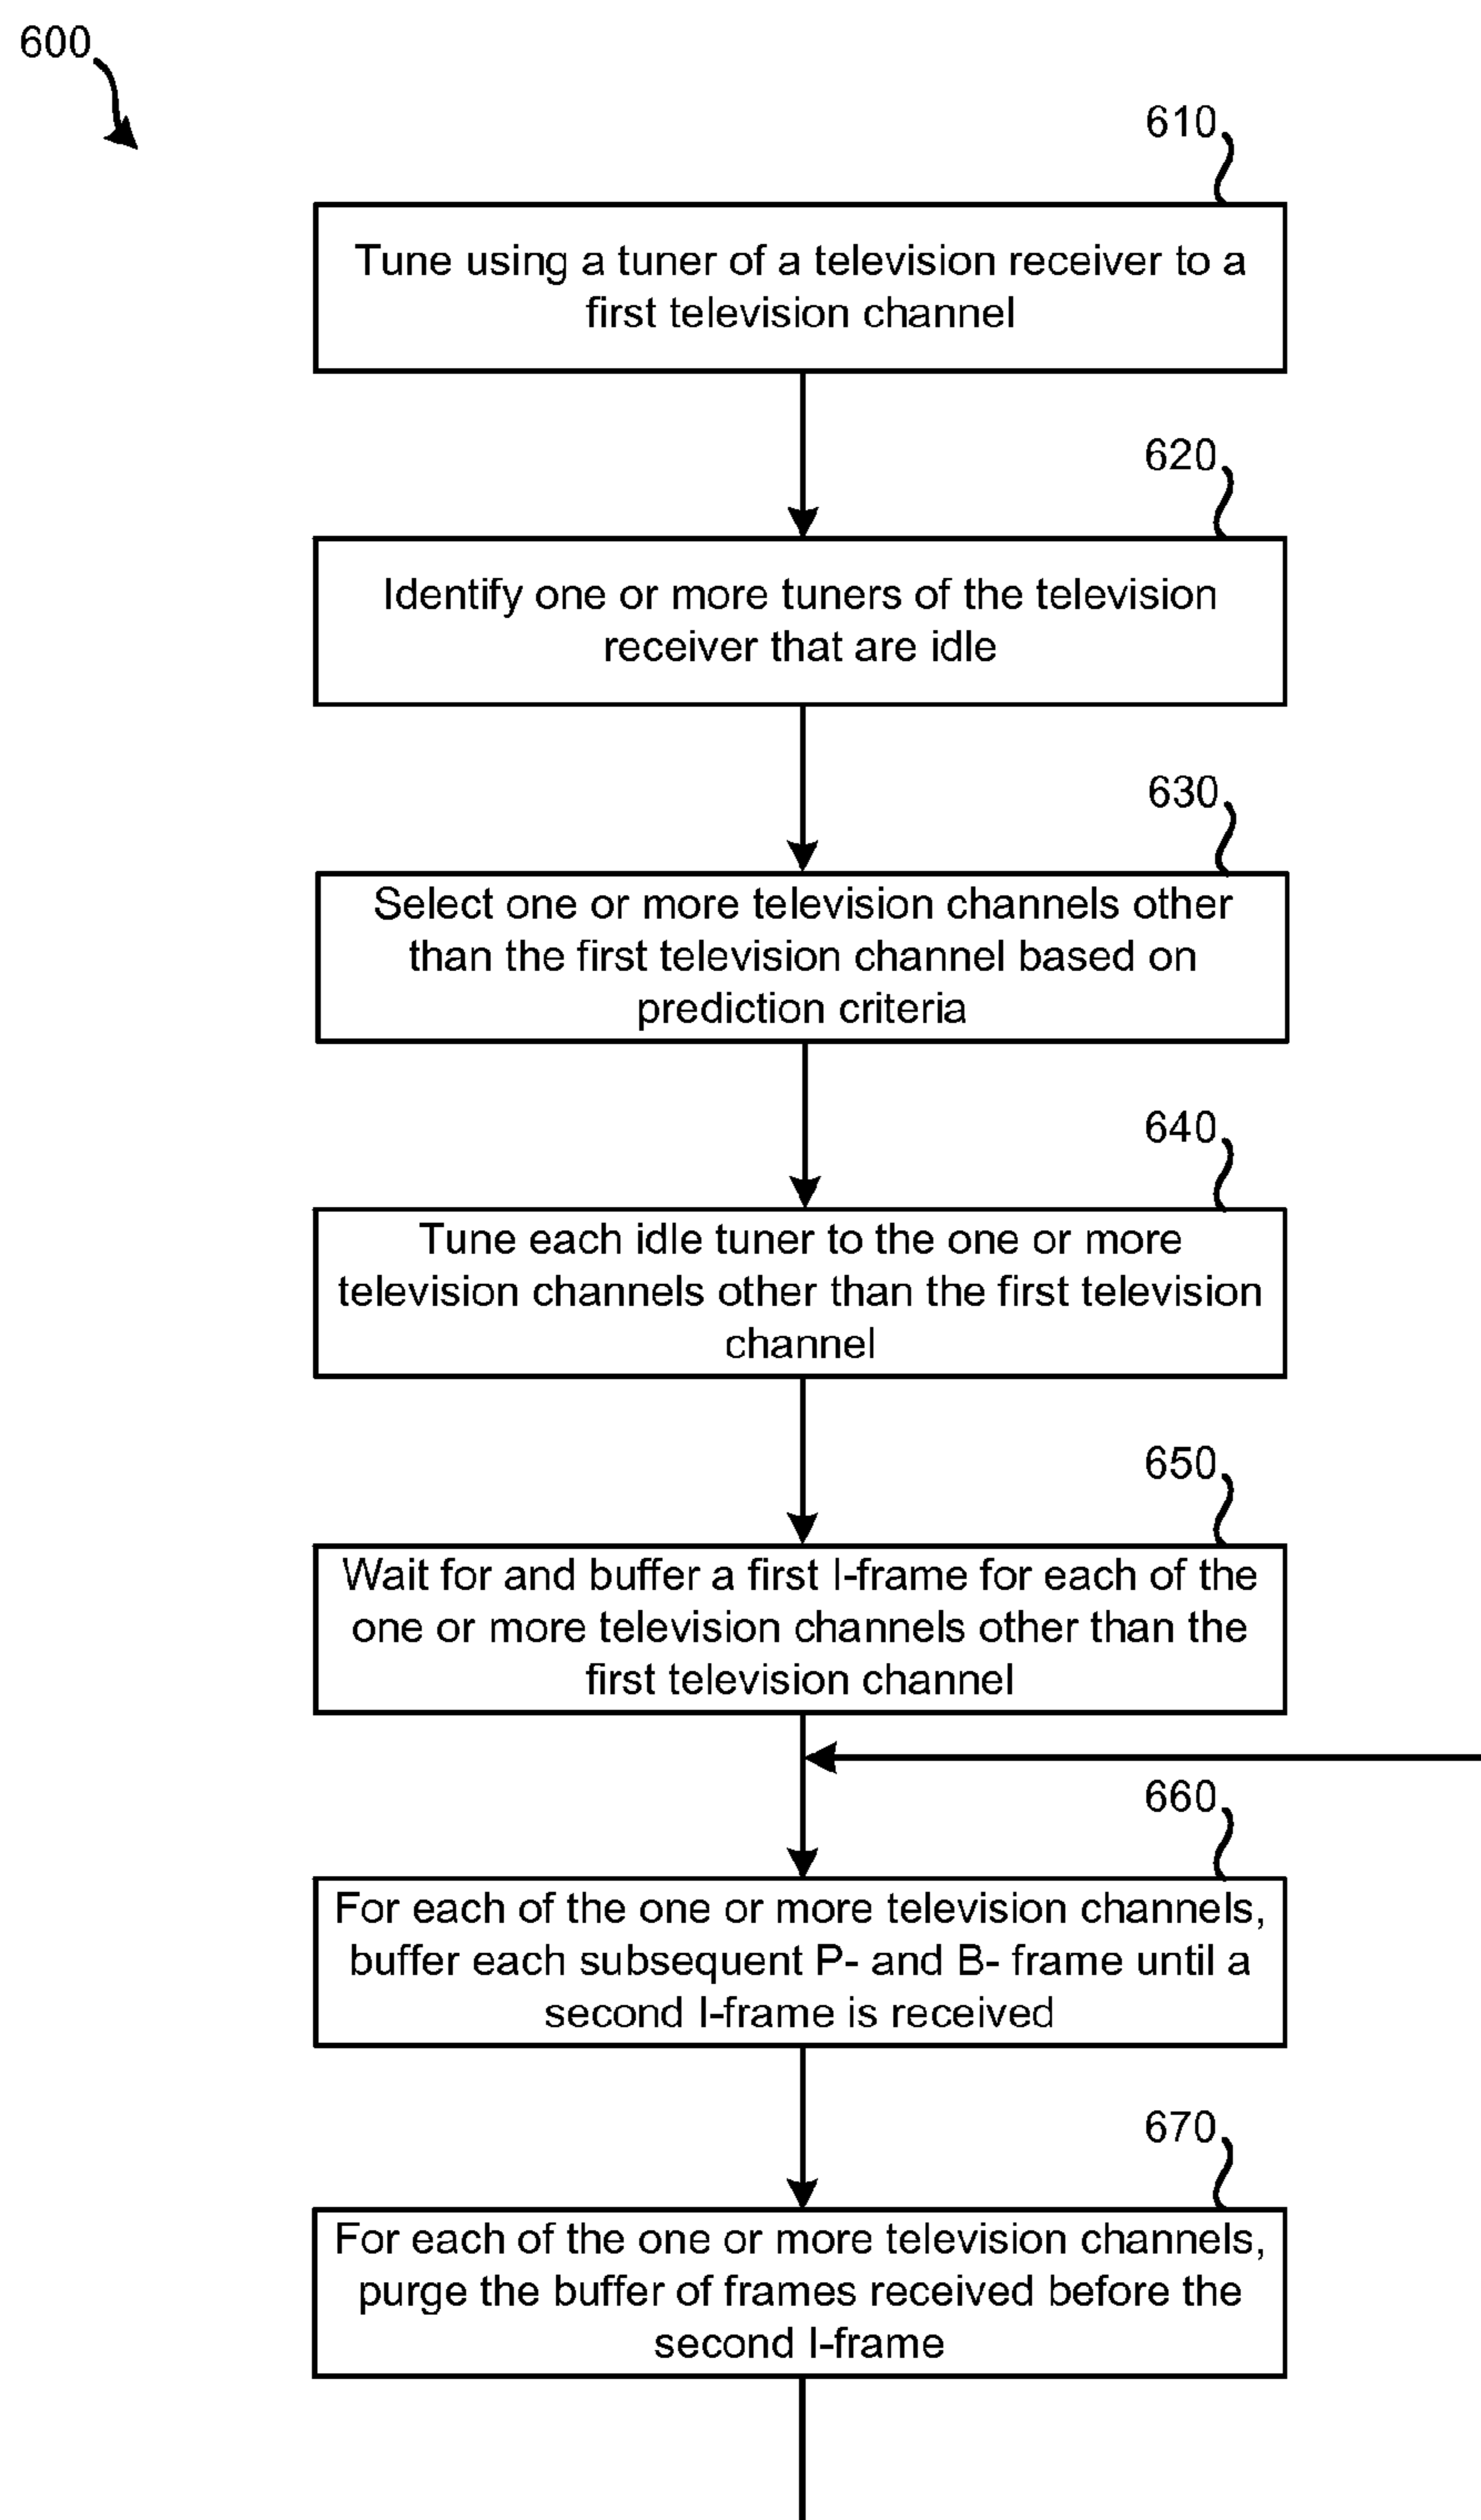 600
610
Tune using a tuner of a television receiver to a
first television channel
620
Identify one or more tuners of the television
receiver that are idle
630
Select one or more television channels other
than the first television channel based on
prediction criteria
640
Tune each idle tuner to the one or more
television channels other than the first television
channel
650
Wait for and buffer a first I-frame for each of the
one or more television channels other than the
first television channel
660
For each of the one or more television channels,
buffer each subsequent P- and B- frame until a
second I-frame is received
670
For each of the one or more television channels,
purge the buffer of frames received before the
second I-frame